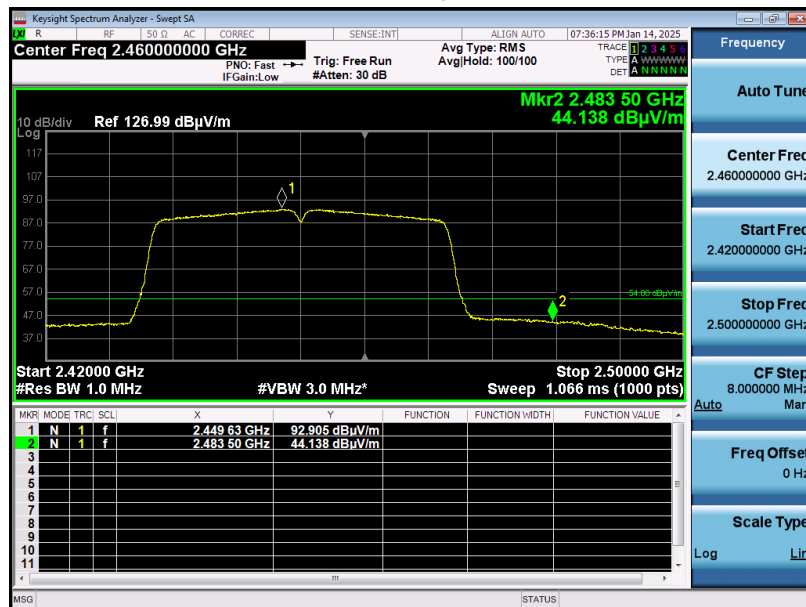 Keysight Spectrum Analyzer - Swept SA
LXI R RF 50 Ω AC CORREC SENSE:INT ALIGN AUTO 07:36:15 PM Jan 14, 2025
Center Freq 2.460000000 GHz
PNO: Fast
IFGain:Low
Trig: Free Run
#Atten: 30 dB
Avg Type: RMS
Avg|Hold: 100/100
TRACE 1 2 3 4 5 6
TYPE A WWWWW
DET A N N N N N
Mkr2 2.483 50 GHz
44.138 dBµV/m
10 dB/div Ref 126.99 dBµV/m
Log
117
107
97.0
87.0
77.0
67.0
57.0
47.0
37.0
1
2
54.00 dBµV/m
Start 2.42000 GHz Stop 2.50000 GHz
#Res BW 1.0 MHz #VBW 3.0 MHz* Sweep 1.066 ms (1000 pts)
MKR MODE TRC SCL X Y FUNCTION FUNCTION WIDTH FUNCTION VALUE
1 N 1 f 2.449 63 GHz 92.905 dBµV/m
2 N 1 f 2.483 50 GHz 44.138 dBµV/m
3
4
5
6
7
8
9
10
11
MSG STATUS
Frequency
Auto Tune
Center Freq
2.460000000 GHz
Start Freq
2.420000000 GHz
Stop Freq
2.500000000 GHz
CF Step
8.000000 MHz
Auto Man
Freq Offset
0 Hz
Scale Type
Log Lin